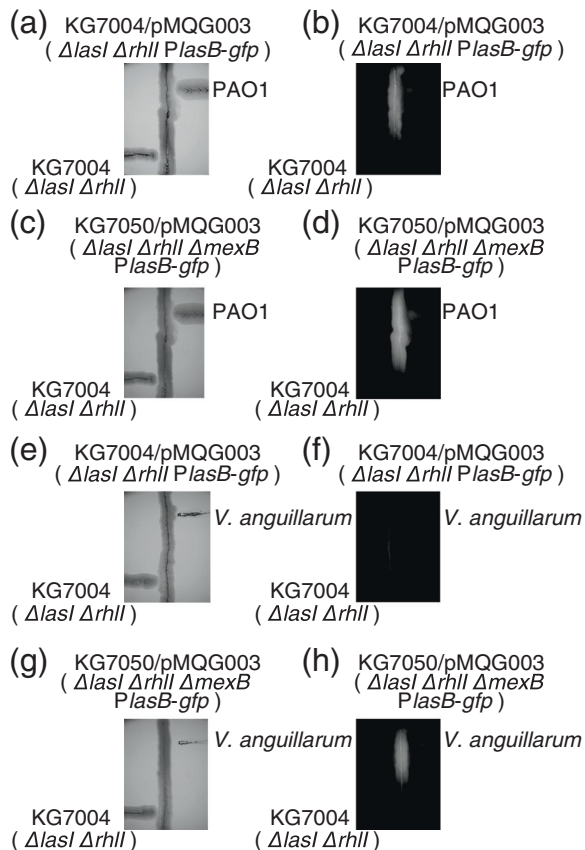 (a) KG7004/pMQG003
( ΔlasI ΔrhlI PlasB-gfp )
PAO1
KG7004
( ΔlasI ΔrhlI )
(b) KG7004/pMQG003
( ΔlasI ΔrhlI PlasB-gfp )
PAO1
KG7004
( ΔlasI ΔrhlI )
(c) KG7050/pMQG003
( ΔlasI ΔrhlI ΔmexB
PlasB-gfp )
PAO1
KG7004
( ΔlasI ΔrhlI )
(d) KG7050/pMQG003
( ΔlasI ΔrhlI ΔmexB
PlasB-gfp )
PAO1
KG7004
( ΔlasI ΔrhlI )
(e) KG7004/pMQG003
( ΔlasI ΔrhlI PlasB-gfp )
V. anguillarum
KG7004
( ΔlasI ΔrhlI )
(f) KG7004/pMQG003
( ΔlasI ΔrhlI PlasB-gfp )
V. anguillarum
KG7004
( ΔlasI ΔrhlI )
(g) KG7050/pMQG003
( ΔlasI ΔrhlI ΔmexB
PlasB-gfp )
V. anguillarum
KG7004
( ΔlasI ΔrhlI )
(h) KG7050/pMQG003
( ΔlasI ΔrhlI ΔmexB
PlasB-gfp )
V. anguillarum
KG7004
( ΔlasI ΔrhlI )